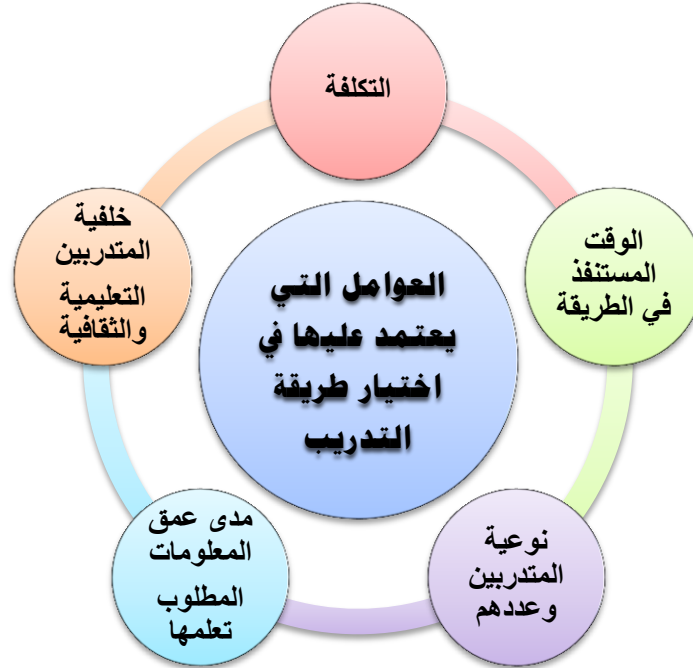 التكلفة
الوقت
المستنفذ
في الطريقة
نوعية
المتدربين
وعددهم
مدى عمق
المعلومات
المطلوب
تعلمها
خلفية
المتدربين
التعليمية
والثقافية
العوامل التي
يعتمد عليها في
اختيار طريقة
التدريب